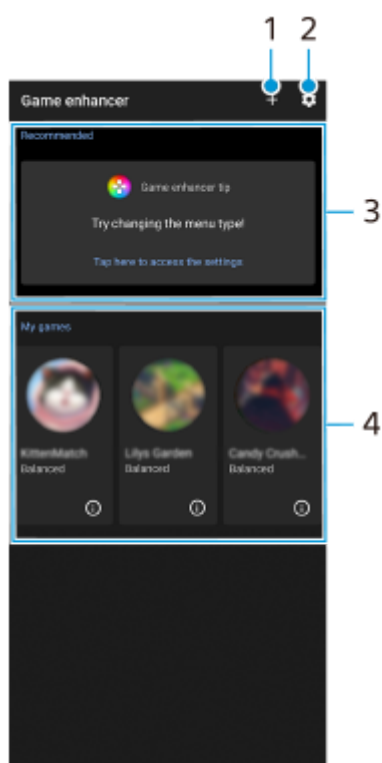 1 2
Game enhancer
Recommended
Game enhancer tip
Try changing the menu type!
Tap here to access the settings
3
My games
4
KittenMatch Lilys Garden Candy Crush...
Balanced Balanced Balanced